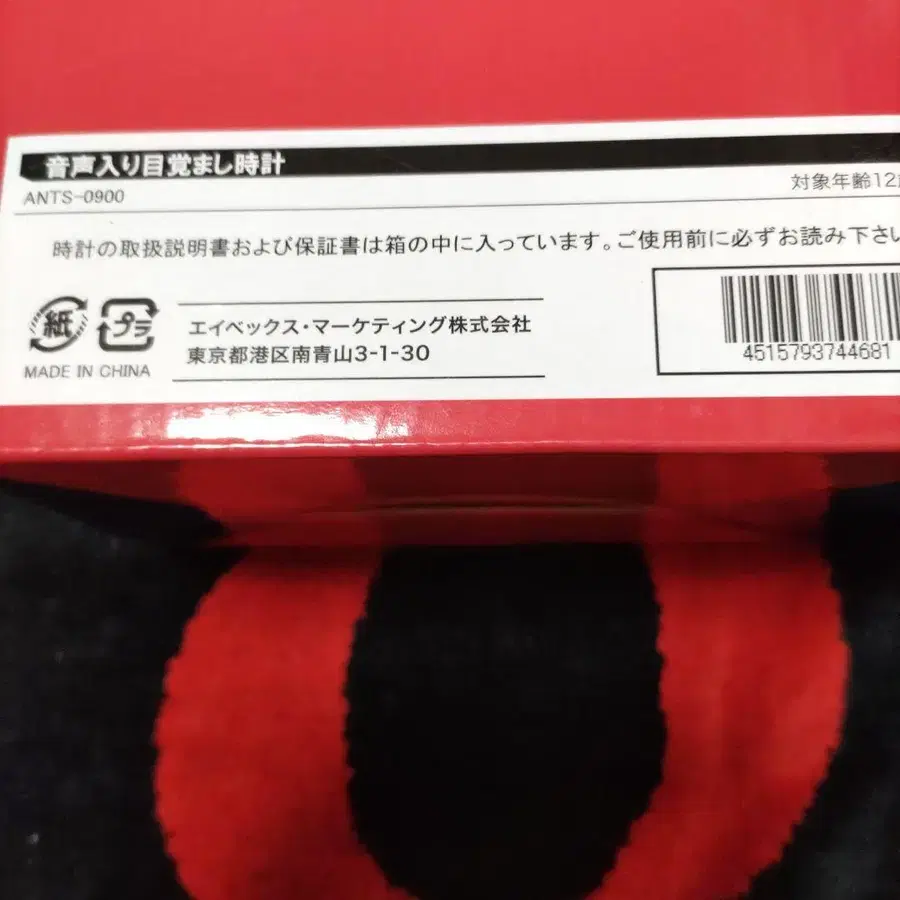 音声入り目覚まし時計
ANTS-0900
対象年齢12
時計の取扱説明書および保証書は箱の中に入っています。ご使用前に必ずお読み下さい
紙
プラ
MADE IN CHINA
エイベックス・マーケティング株式会社
東京都港区南青山3-1-30
4515793744681